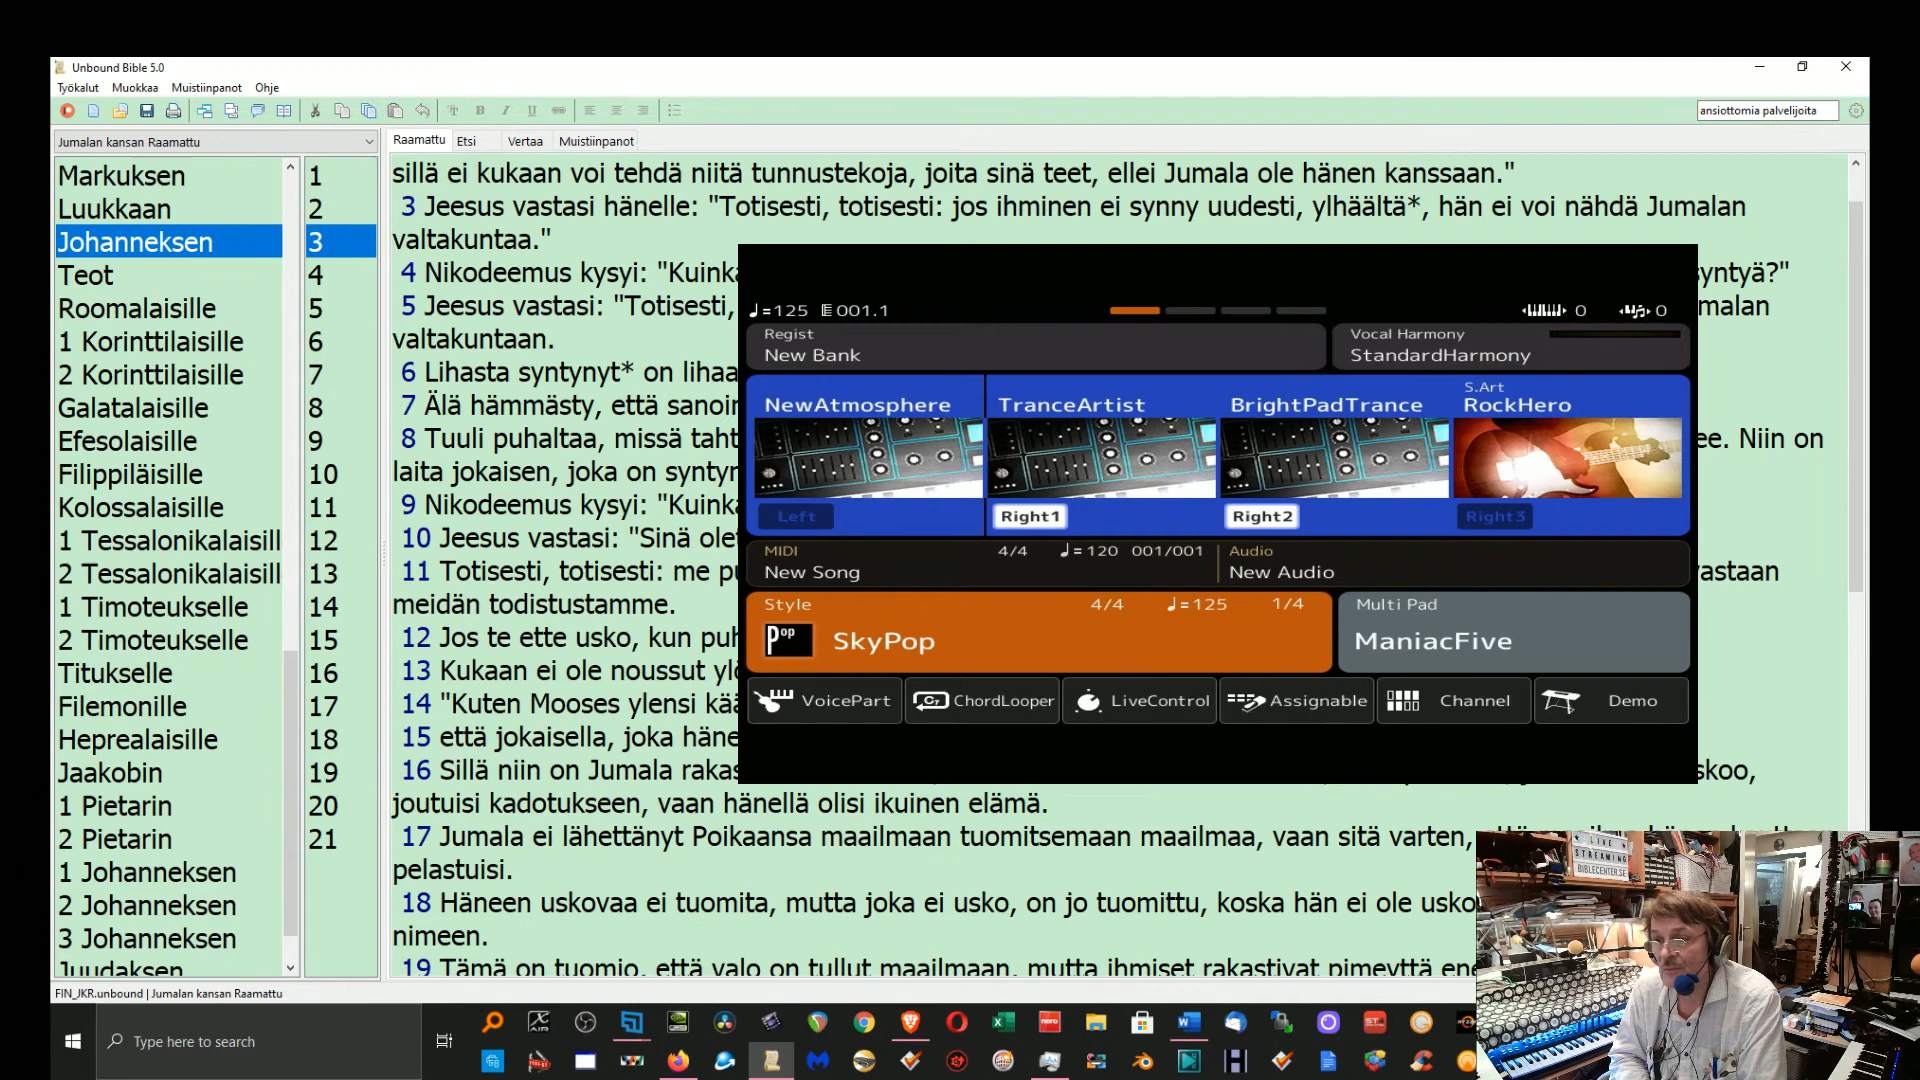 Unbound Bible 5.0
Työkalut Muokkaa Muistiinpanot Ohje
ansiottomia palvelijoita
Jumalan kansan Raamattu
Raamattu Etsi Vertaa Muistiinpanot
Markuksen
Luukkaan
Johanneksen
Teot
Roomalaisille
1 Korinttilaisille
2 Korinttilaisille
Galatalaisille
Efesolaisille
Filippiläisille
Kolossalaisille
1 Tessalonikalaisill
2 Tessalonikalaisill
1 Timoteukselle
2 Timoteukselle
Titukselle
Filemonille
Heprealaisille
Jaakobin
1 Pietarin
2 Pietarin
1 Johanneksen
2 Johanneksen
3 Johanneksen
Juudaksen
1
2
3
4
5
6
7
8
9
10
11
12
13
14
15
16
17
18
19
20
21
sillä ei kukaan voi tehdä niitä tunnustekoja, joita sinä teet, ellei Jumala ole hänen kanssaan."
3 Jeesus vastasi hänelle: "Totisesti, totisesti: jos ihminen ei synny uudesti, ylhäältä*, hän ei voi nähdä Jumalan
valtakuntaa."
4 Nikodeemus kysyi: "Kuinka syntyä?"
5 Jeesus vastasi: "Totisesti, malan
valtakuntaan.
6 Lihasta syntynyt* on lihaa
7 Älä hämmästy, että sanoin
8 Tuuli puhaltaa, missä taht ee. Niin on
laita jokaisen, joka on syntyn
9 Nikodeemus kysyi: "Kuinka
10 Jeesus vastasi: "Sinä olet
11 Totisesti, totisesti: me pu vastaan
meidän todistustamme.
12 Jos te ette usko, kun puh
13 Kukaan ei ole noussut ylö
14 "Kuten Mooses ylensi kää
15 että jokaisella, joka häne
16 Sillä niin on Jumala rakas skoo,
joutuisi kadotukseen, vaan hänellä olisi ikuinen elämä.
17 Jumala ei lähettänyt Poikaansa maailmaan tuomitsemaan maailmaa, vaan sitä varten,
pelastuisi.
18 Häneen uskovaa ei tuomita, mutta joka ei usko, on jo tuomittu, koska hän ei ole usko
nimeen.
19 Tämä on tuomio, että valo on tullut maailmaan, mutta ihmiset rakastivat pimeyttä ene
=125 001.1 0 0
Regist
New Bank
Vocal Harmony
StandardHarmony
NewAtmosphere
TranceArtist
BrightPadTrance
S.Art
RockHero
Left Right1 Right2 Right3
MIDI 4/4 =120 001/001
New Song
Audio
New Audio
Style 4/4 =125 1/4
Pop SkyPop
Multi Pad
ManiacFive
VoicePart ChordLooper LiveControl Assignable Channel Demo
LIVE
STREAMING
BIBLECENTER.SE
FIN_JKR.unbound | Jumalan kansan Raamattu
Type here to search